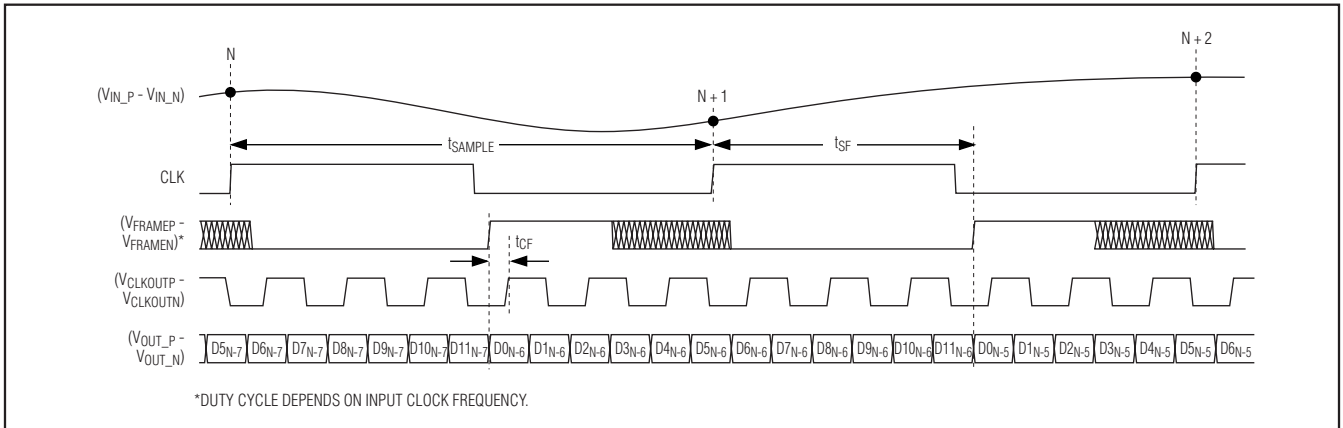 N
N + 2
(VIN_P - VIN_N)
N + 1
tSAMPLE
tSF
CLK
(VFRAMEP -
VFRAMEN)*
tCF
(VCLKOUTP -
VCLKOUTN)
(VOUT_P -
VOUT_N)
D5N-7 D6N-7 D7N-7 D8N-7 D9N-7 D10N-7 D11N-7 D0N-6 D1N-6 D2N-6 D3N-6 D4N-6 D5N-6 D6N-6 D7N-6 D8N-6 D9N-6 D10N-6 D11N-6 D0N-5 D1N-5 D2N-5 D3N-5 D4N-5 D5N-5 D6N-5
*DUTY CYCLE DEPENDS ON INPUT CLOCK FREQUENCY.